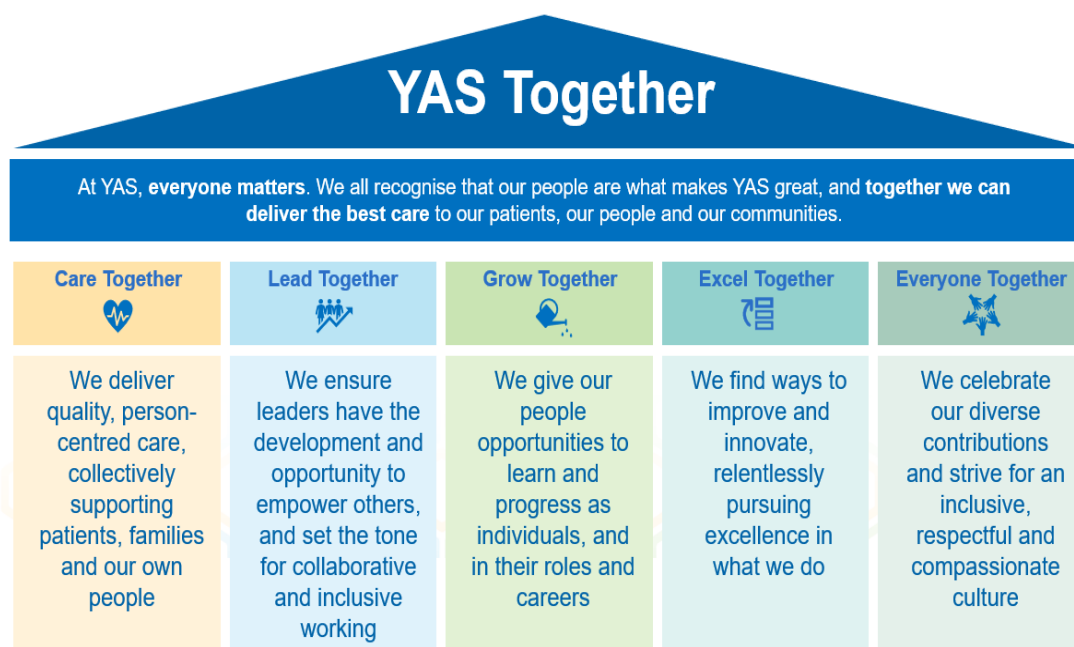 YAS Together
At YAS, everyone matters. We all recognise that our people are what makes YAS great, and together we can
deliver the best care to our patients, our people and our communities.
Care Together
We deliver
quality, person-
centred care,
collectively
supporting
patients, families
and our own
people
Lead Together
We ensure
leaders have the
development and
opportunity to
empower others,
and set the tone
for collaborative
and inclusive
working
Grow Together
We give our
people
opportunities to
learn and
progress as
individuals, and
in their roles and
careers
Excel Together
We find ways to
improve and
innovate,
relentlessly
pursuing
excellence in
what we do
Everyone Together
We celebrate
our diverse
contributions
and strive for an
inclusive,
respectful and
compassionate
culture